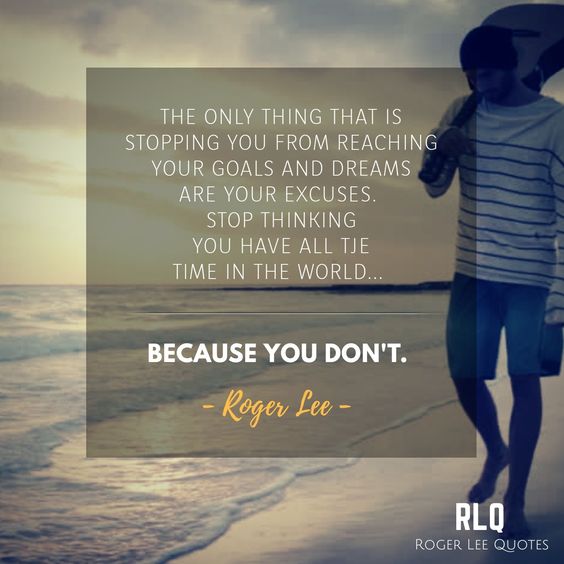 THE ONLY THING THAT IS
STOPPING YOU FROM REACHING
YOUR GOALS AND DREAMS
ARE YOUR EXCUSES.
STOP THINKING
YOU HAVE ALL TJE
TIME IN THE WORLD...
BECAUSE YOU DON'T.
- Roger Lee -
RLQ
ROGER LEE QUOTES